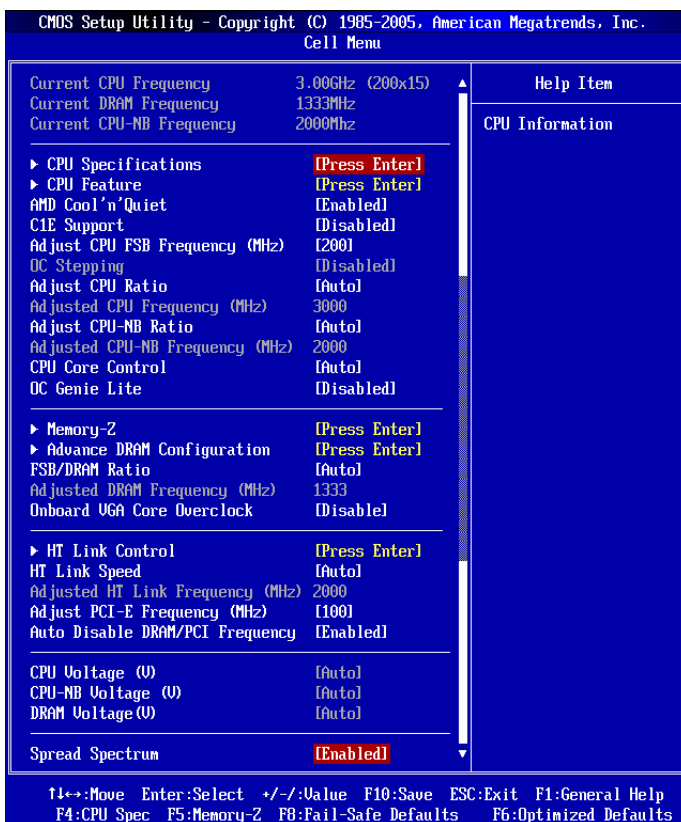 CMOS Setup Utility - Copyright (C) 1985-2005, American Megatrends, Inc.
Cell Menu
Current CPU Frequency 3.00GHz (200x15)
Current DRAM Frequency 1333MHz
Current CPU-NB Frequency 2000Mhz
Help Item
CPU Information
▶ CPU Specifications [Press Enter]
▶ CPU Feature [Press Enter]
AMD Cool'n'Quiet [Enabled]
C1E Support [Disabled]
Adjust CPU FSB Frequency (MHz) [200]
OC Stepping [Disabled]
Adjust CPU Ratio [Auto]
Adjusted CPU Frequency (MHz) 3000
Adjust CPU-NB Ratio [Auto]
Adjusted CPU-NB Frequency (MHz) 2000
CPU Core Control [Auto]
OC Genie Lite [Disabled]
▶ Memory-Z [Press Enter]
▶ Advance DRAM Configuration [Press Enter]
FSB/DRAM Ratio [Auto]
Adjusted DRAM Frequency (MHz) 1333
Onboard VGA Core Overclock [Disable]
▶ HT Link Control [Press Enter]
HT Link Speed [Auto]
Adjusted HT Link Frequency (MHz) 2000
Adjust PCI-E Frequency (MHz) [100]
Auto Disable DRAM/PCI Frequency [Enabled]
CPU Voltage (V) [Auto]
CPU-NB Voltage (V) [Auto]
DRAM Voltage(V) [Auto]
Spread Spectrum [Enabled]
↑↓↔:Move Enter:Select +/-/:Value F10:Save ESC:Exit F1:General Help
F4:CPU Spec F5:Memory-Z F8:Fail-Safe Defaults F6:Optimized Defaults